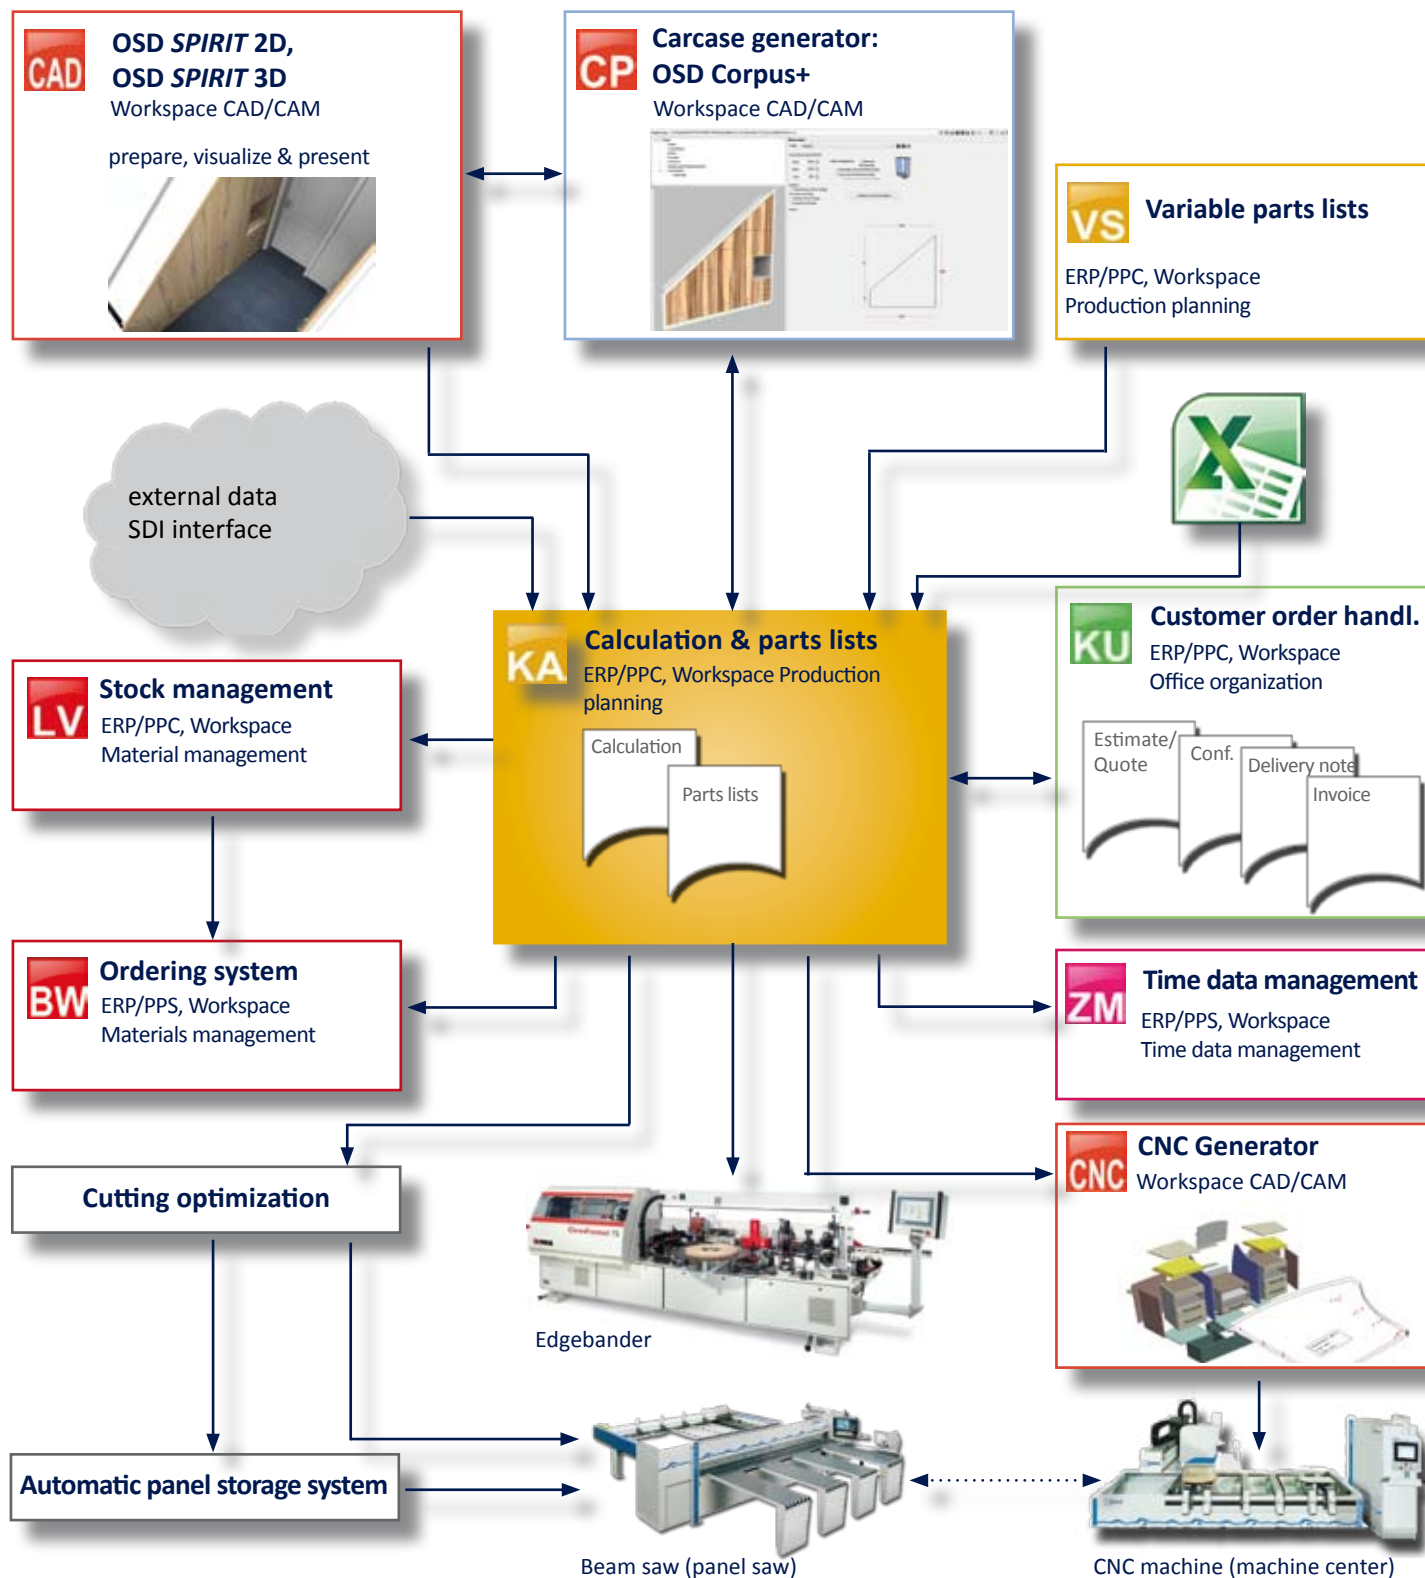 CAD
OSD SPIRIT 2D,
OSD SPIRIT 3D
Workspace CAD/CAM
prepare, visualize & present
CP
Carcase generator:
OSD Corpus+
Workspace CAD/CAM
VS
Variable parts lists
ERP/PPC, Workspace
Production planning
external data
SDI interface
X
KA
Calculation & parts lists
ERP/PPC, Workspace Production
planning
Calculation
Parts lists
KU
Customer order handl.
ERP/PPC, Workspace
Office organization
Estimate/
Quote
Conf.
Delivery note
Invoice
LV
Stock management
ERP/PPC, Workspace
Material management
BW
Ordering system
ERP/PPS, Workspace
Materials management
ZM
Time data management
ERP/PPS, Workspace
Time data management
Cutting optimization
Edgebander
CNC
CNC Generator
Workspace CAD/CAM
Automatic panel storage system
Beam saw (panel saw)
CNC machine (machine center)